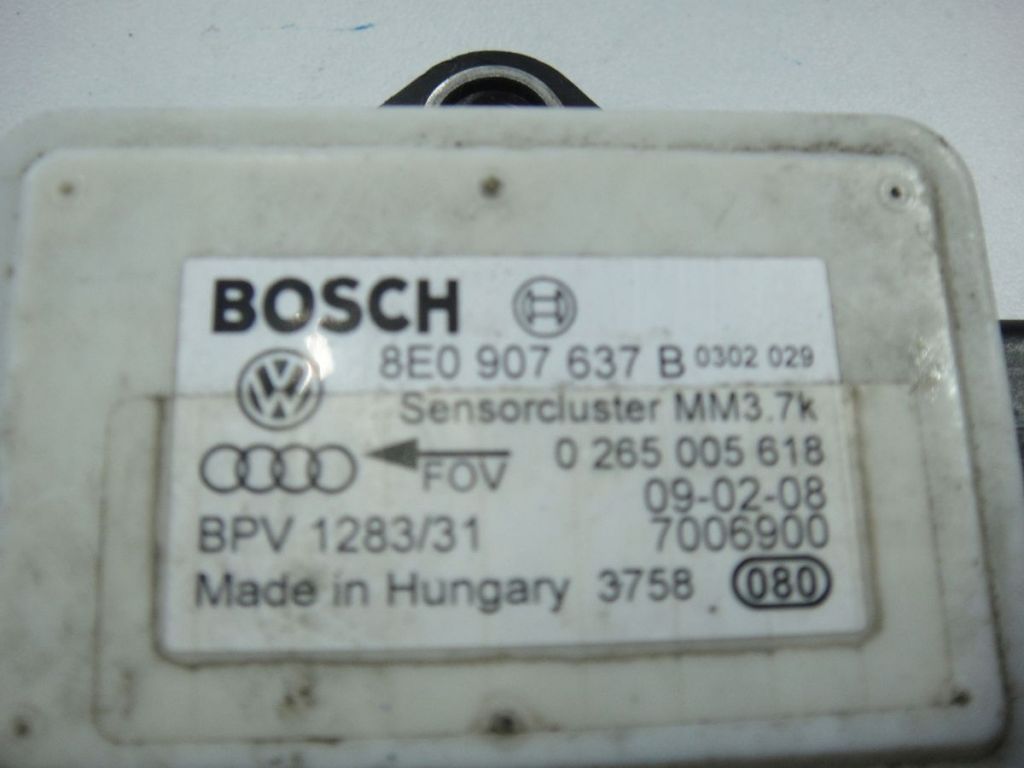 BOSCH
8E0 907 637 B 0302 029
Sensorcluster MM3.7k
FOV 0 265 005 618
09-02-08
BPV 1283/31 7006900
Made in Hungary 3758 080